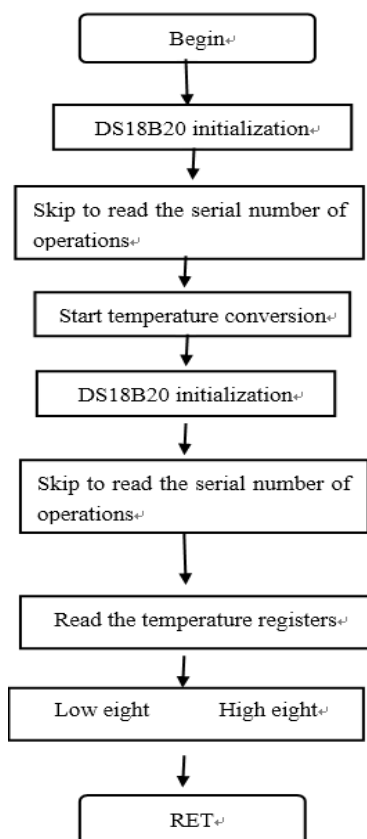 Begin↵
DS18B20 initialization↵
Skip to read the serial number of
operations↵
Start temperature conversion↵
DS18B20 initialization↵
Skip to read the serial number of
operations↵
Read the temperature registers↵
Low eight High eight↵
RET↵